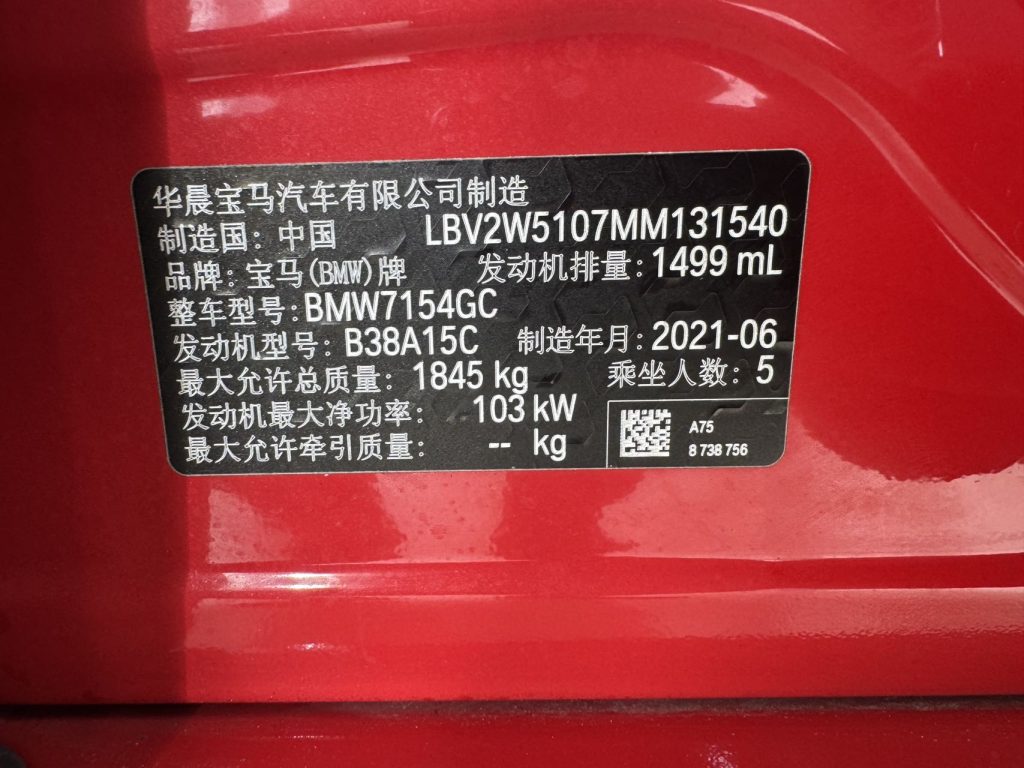 华晨宝马汽车有限公司制造
制造国：中国 LBV2W5107MM131540
品牌：宝马(BMW)牌 发动机排量：1499 mL
整车型号：BMW7154GC
发动机型号：B38A15C 制造年月：2021-06
最大允许总质量：1845 kg 乘坐人数：5
发动机最大净功率：103 kW
最大允许牵引质量：-- kg
A75
8 738 756